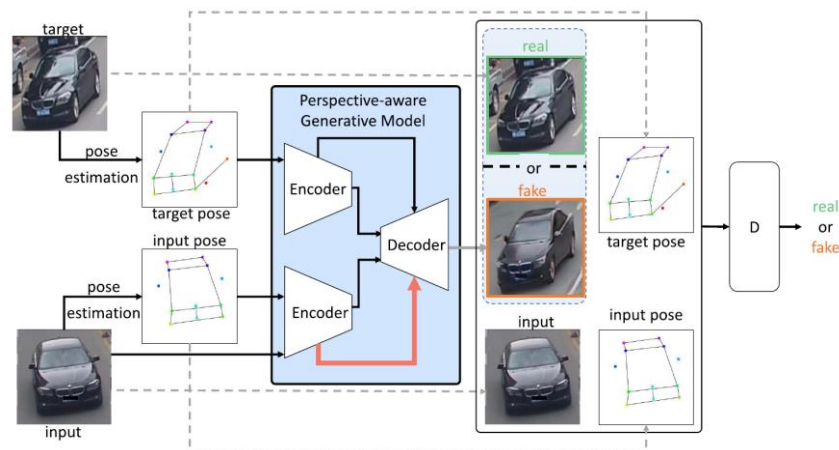 target
pose
estimation
target pose
input pose
pose
estimation
input
Perspective-aware
Generative Model
Encoder
Encoder
Decoder
real
or
fake
target pose
input
input pose
D
real
or
fake